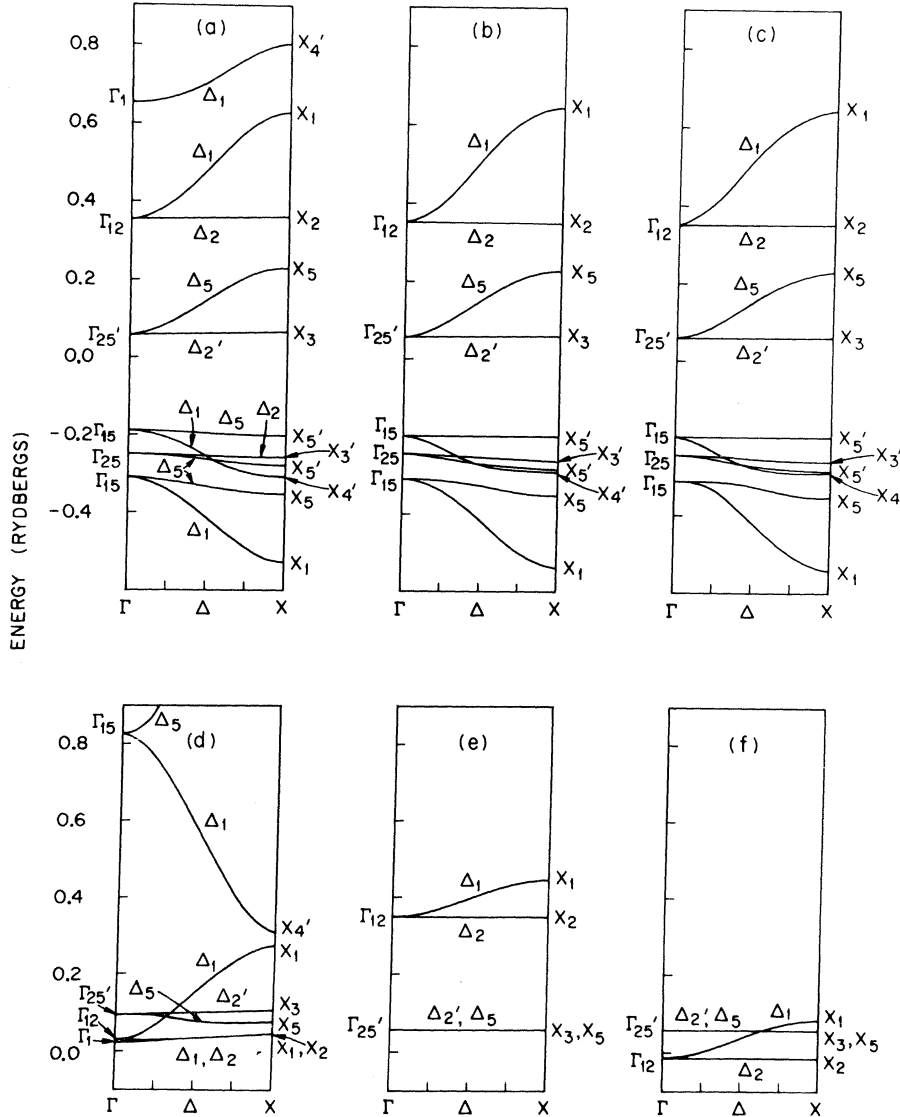 (a)
(b)
(c)
0.8
0.6
0.4
0.2
0.0
-0.2
-0.4
ENERGY (RYDBERGS)
Γ1
Γ12
Γ25'
Γ15
Γ25
Γ15
Δ1
Δ1
Δ2
Δ5
Δ2'
Δ1
Δ5
Δ2
Δ5
Δ1
X4'
X1
X2
X5
X3
X5'
X3'
X5'
X4'
X5
X1
Γ
Δ
X
Γ12
Γ25'
Γ15
Γ25
Γ15
Δ1
Δ2
Δ5
Δ2'
X1
X2
X5
X3
X5'
X3'
X5'
X4'
X5
X1
Γ
Δ
X
Γ12
Γ25'
Γ15
Γ25
Γ15
Δ1
Δ2
Δ5
Δ2'
X1
X2
X5
X3
X5'
X3'
X5'
X4
X5
X1
Γ
Δ
X
(d)
(e)
(f)
0.8
0.6
0.4
0.2
0.0
Γ15
Γ25'
Γ12
Γ1
Δ5
Δ1
Δ1
Δ5
Δ2'
Δ1, Δ2
X4'
X1
X3
X5
X1, X2
Γ
Δ
X
Γ12
Γ25'
Δ1
Δ2
Δ2', Δ5
X1
X2
X3, X5
Γ
Δ
X
Γ25'
Γ12
Δ2', Δ5
Δ1
Δ2
X1
X3, X5
X2
Γ
Δ
X